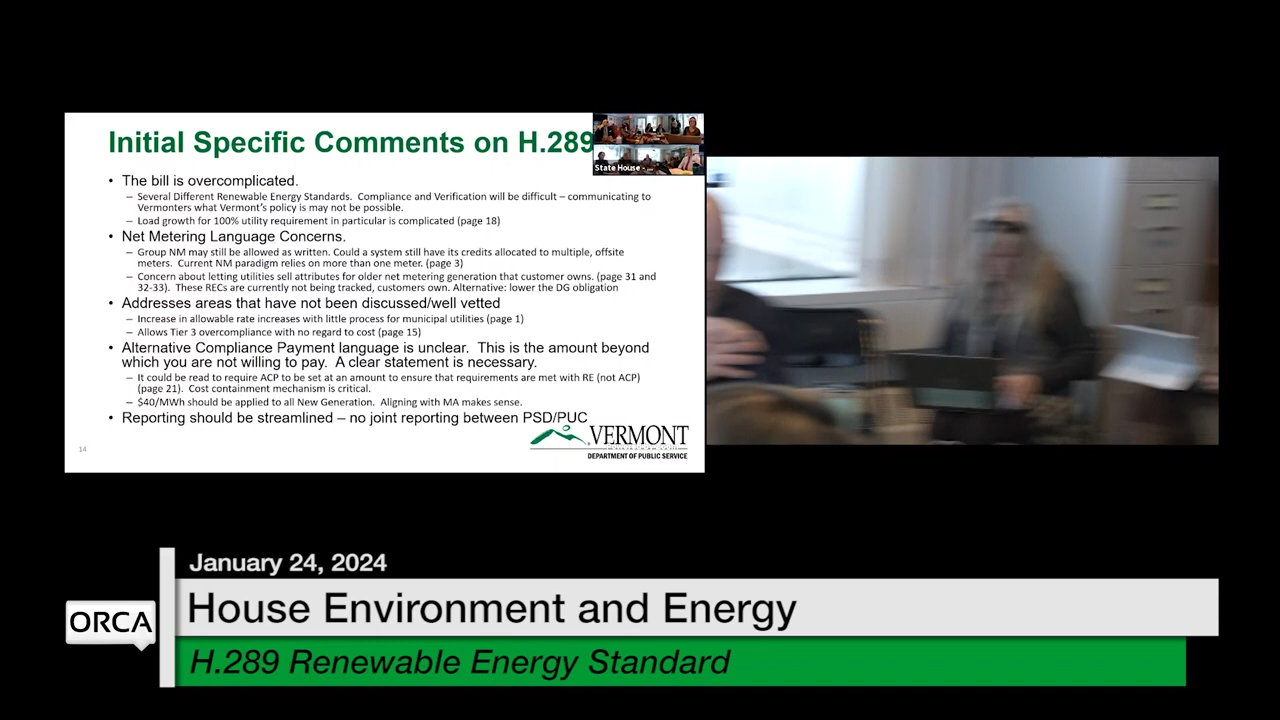 Initial Specific Comments on H.289
State House -
• The bill is overcomplicated.
– Several Different Renewable Energy Standards. Compliance and Verification will be difficult – communicating to
Vermonters what Vermont's policy is may not be possible.
– Load growth for 100% utility requirement in particular is complicated (page 18)
• Net Metering Language Concerns.
– Group NM may still be allowed as written. Could a system still have its credits allocated to multiple, offsite
meters. Current NM paradigm relies on more than one meter. (page 3)
– Concern about letting utilities sell attributes for older net metering generation that customer owns. (page 31 and
32-33). These RECs are currently not being tracked, customers own. Alternative: lower the DG obligation
• Addresses areas that have not been discussed/well vetted
– Increase in allowable rate increases with little process for municipal utilities (page 1)
– Allows Tier 3 overcompliance with no regard to cost (page 15)
• Alternative Compliance Payment language is unclear. This is the amount beyond
which you are not willing to pay. A clear statement is necessary.
– It could be read to require ACP to be set at an amount to ensure that requirements are met with RE (not ACP)
(page 21). Cost containment mechanism is critical.
– $40/MWh should be applied to all New Generation. Aligning with MA makes sense.
• Reporting should be streamlined – no joint reporting between PSD/PUC
14
VERMONT
DEPARTMENT OF PUBLIC SERVICE
January 24, 2024
ORCA
House Environment and Energy
H.289 Renewable Energy Standard